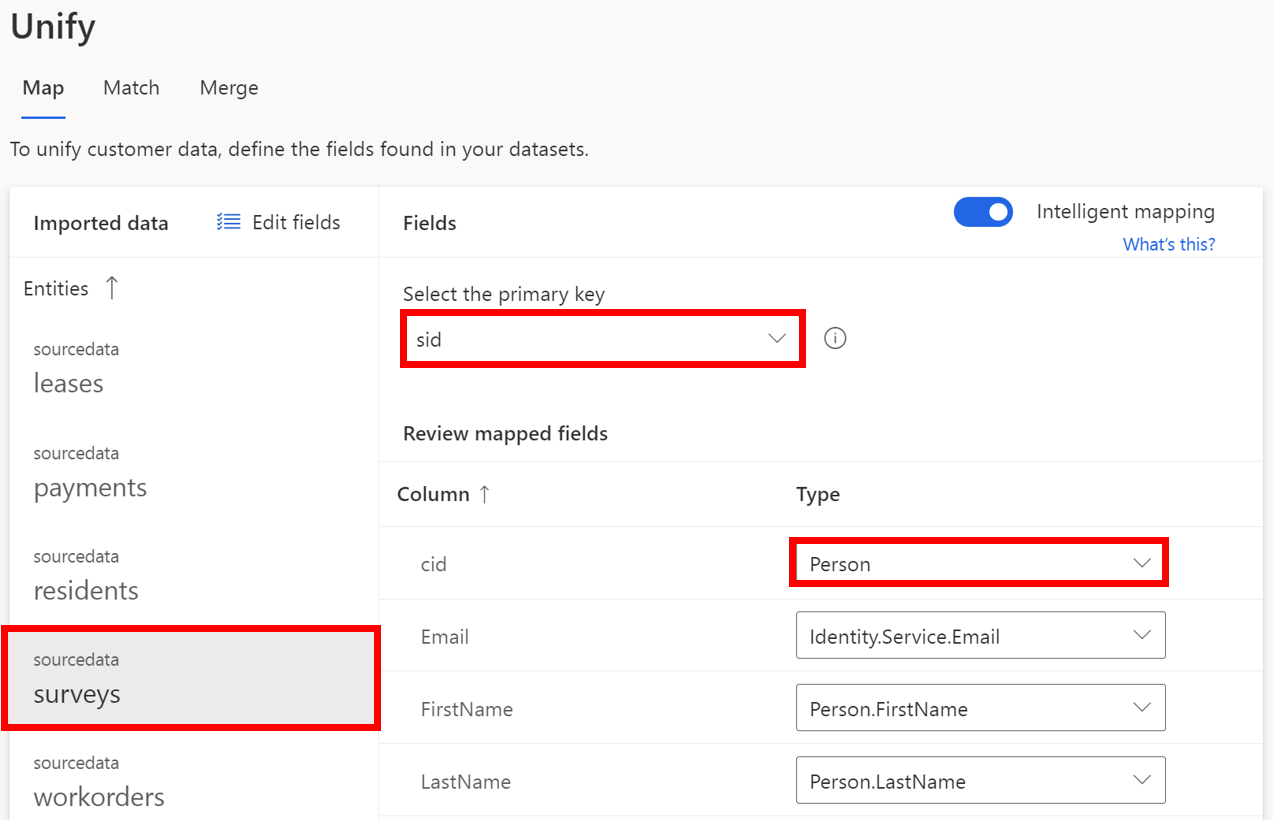 Unify
Map Match Merge
To unify customer data, define the fields found in your datasets.
Imported data Edit fields
Entities ↑
sourcedata
leases
sourcedata
payments
sourcedata
residents
sourcedata
surveys
sourcedata
workorders
Fields
Intelligent mapping
What's this?
Select the primary key
sid
Review mapped fields
Column ↑ Type
cid Person
Email Identity.Service.Email
FirstName Person.FirstName
LastName Person.LastName